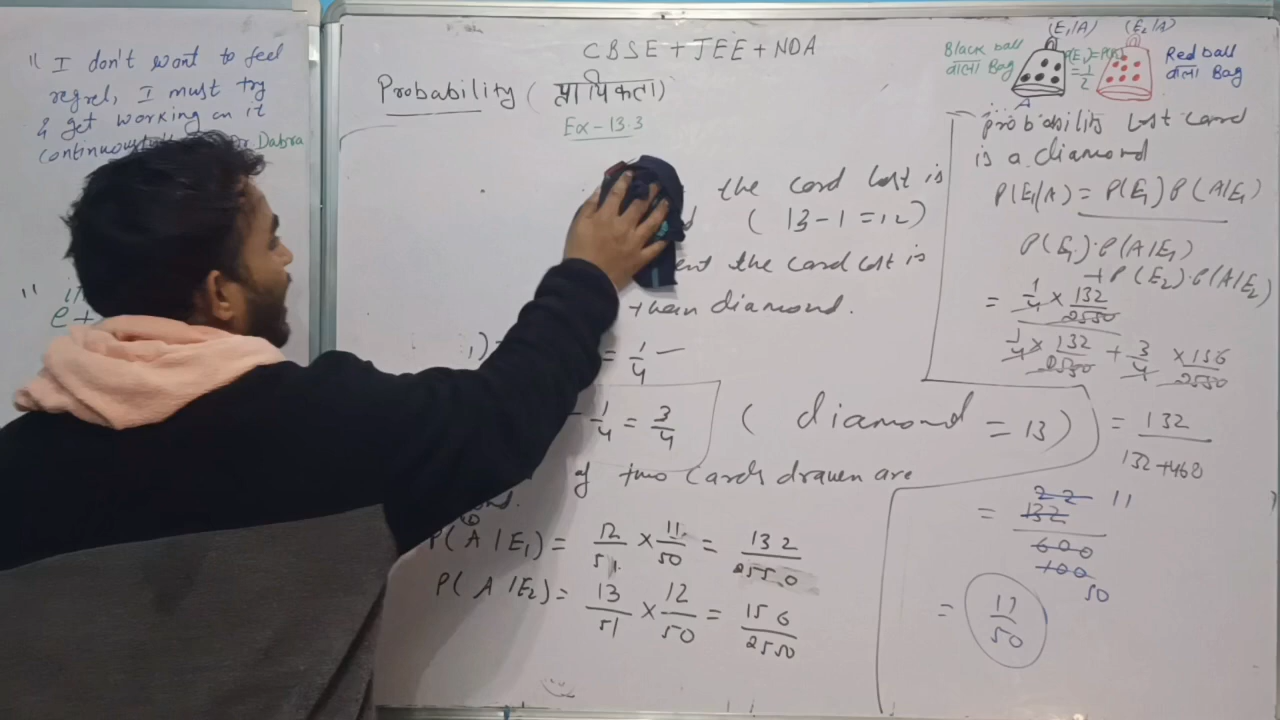 " I don't want to feel
regret, I must try
& get working on it
Dabra
"
CBSE + JEE + NDA
Probability ( प्रायिकता)
Ex - 13.3
the card lost is
( 13 - 1 = 12 )
the card lost is
than diamond.
= 1/4
1/4 = 3/4
( diamond = 13 )
of two cards drawn are
P( A | E1 ) = 12/51 × 11/50 = 132/2550
P( A | E2 ) = 13/51 × 12/50 = 156/2550
(E1/A) (E2/A)
Black ball
वाला Bag
= 1/2
A
Red ball
वाला Bag
probability lost card
is a diamond
P(E1/A) = P(E1) P(A/E1)
P(E1) . P(A/E1)
+ P(E2) . P(A/E2)
= 1/4 × 132/2550
1/4 × 132/2550 + 3/4 × 156/2550
= 132
132 + 468
22 11
= 132
600
100
50
= 11/50